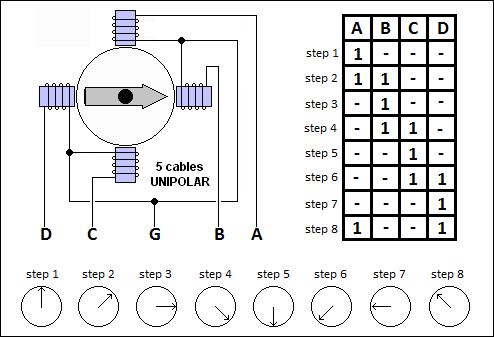 A B C D
step 1 1 - - -
step 2 1 1 - -
step 3 - 1 - -
step 4 - 1 1 -
step 5 - - 1 -
step 6 - - 1 1
step 7 - - - 1
step 8 1 - - 1
5 cables
UNIPOLAR
D C G B A
step 1 step 2 step 3 step 4 step 5 step 6 step 7 step 8